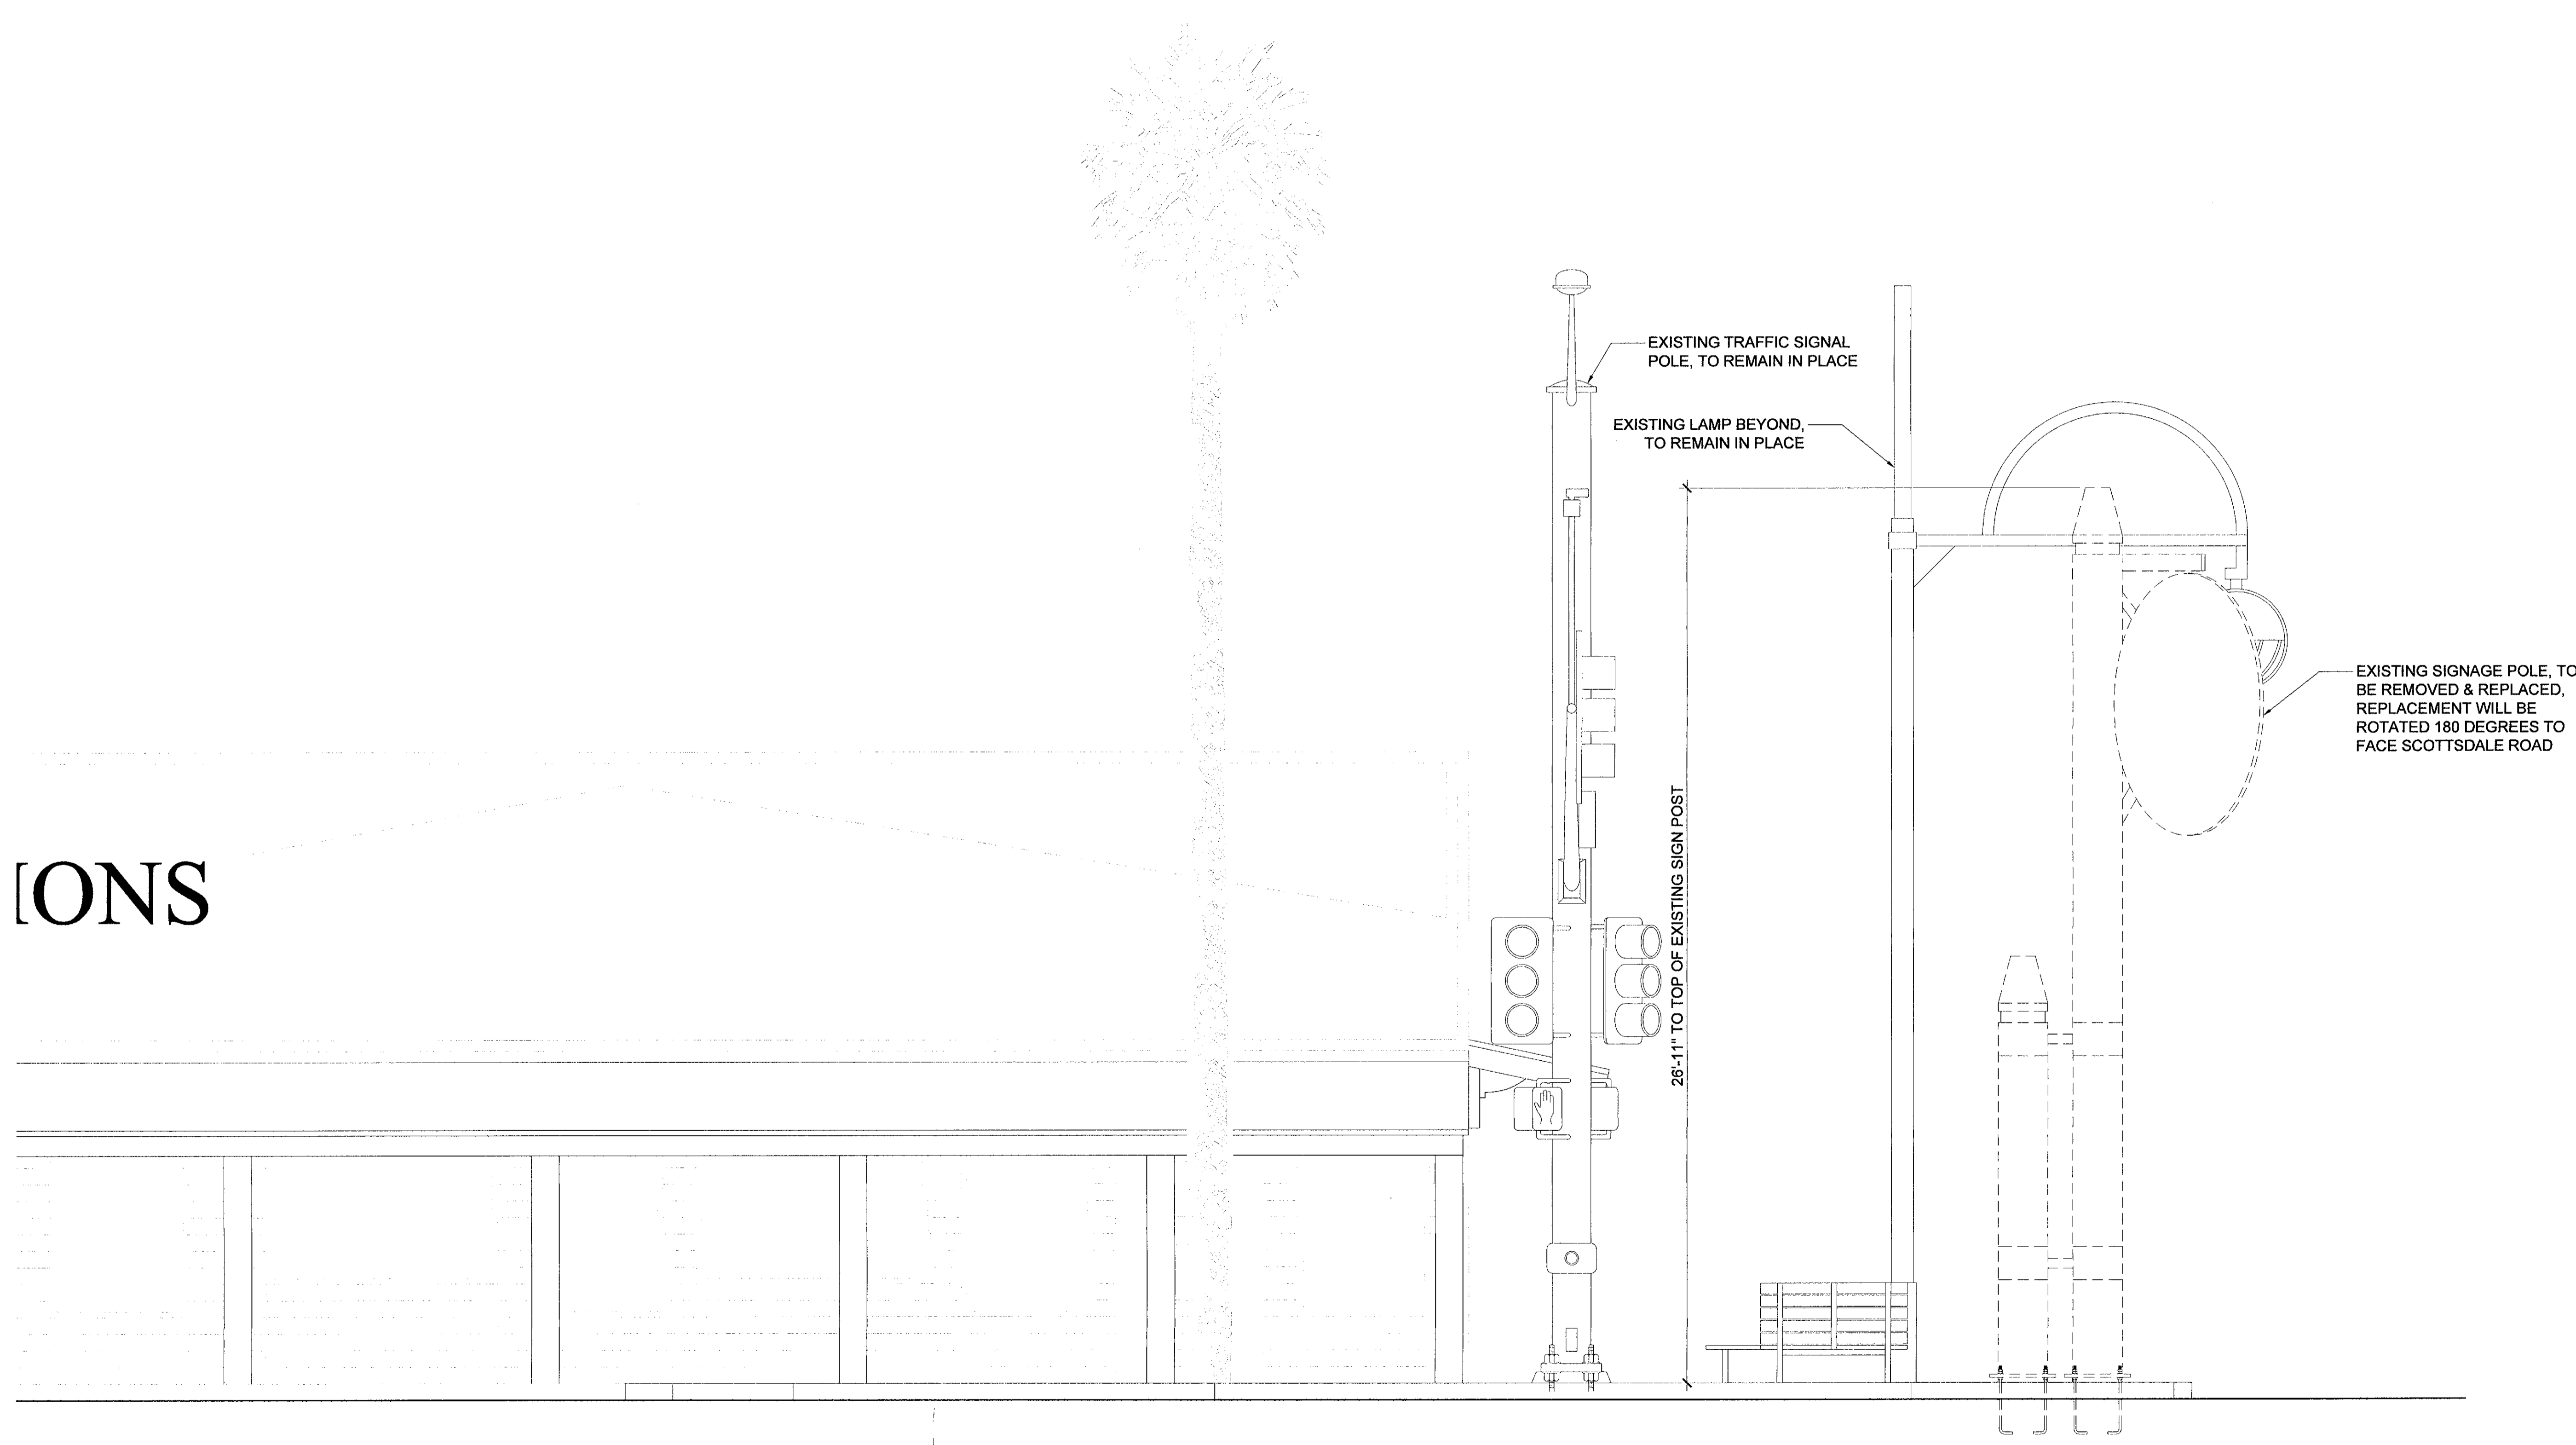 EXISTING TRAFFIC SIGNAL
POLE, TO REMAIN IN PLACE
EXISTING LAMP BEYOND,
TO REMAIN IN PLACE
EXISTING SIGNAGE POLE, TO
BE REMOVED & REPLACED,
REPLACEMENT WILL BE
ROTATED 180 DEGREES TO
FACE SCOTTSDALE ROAD
26'-11" TO TOP OF EXISTING SIGN POST
IONS